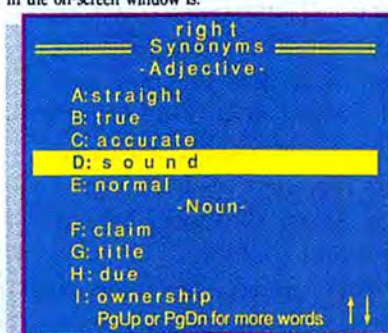 in the on-screen window is:
right
Synonyms
-Adjective-
A:straight
B: true
C: accurate
D: sound
E: normal
-Noun-
F: claim
G: title
H: due
I: ownership
PgUp or PgDn for more words ↑↓